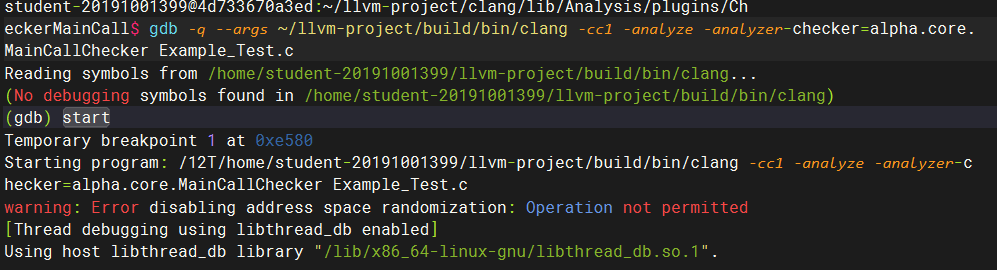 student-20191001399@4d733670a3ed:~/llvm-project/clang/lib/Analysis/plugins/Ch
eckerMainCall$ gdb -q --args ~/llvm-project/build/bin/clang -cc1 -analyze -analyzer-checker=alpha.core.
MainCallChecker Example_Test.c
Reading symbols from /home/student-20191001399/llvm-project/build/bin/clang...
(No debugging symbols found in /home/student-20191001399/llvm-project/build/bin/clang)
(gdb) start
Temporary breakpoint 1 at 0xe580
Starting program: /12T/home/student-20191001399/llvm-project/build/bin/clang -cc1 -analyze -analyzer-c
hecker=alpha.core.MainCallChecker Example_Test.c
warning: Error disabling address space randomization: Operation not permitted
[Thread debugging using libthread_db enabled]
Using host libthread_db library "/lib/x86_64-linux-gnu/libthread_db.so.1".